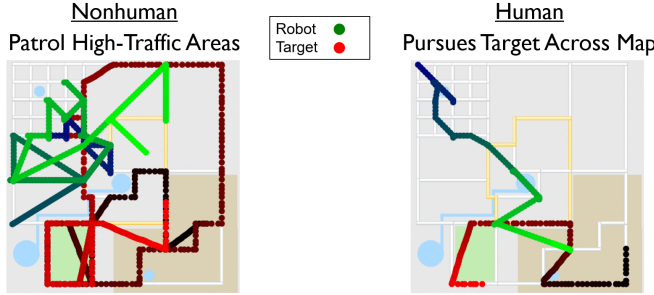 Nonhuman
Patrol High-Traffic Areas
Robot
Target
Human
Pursues Target Across Map